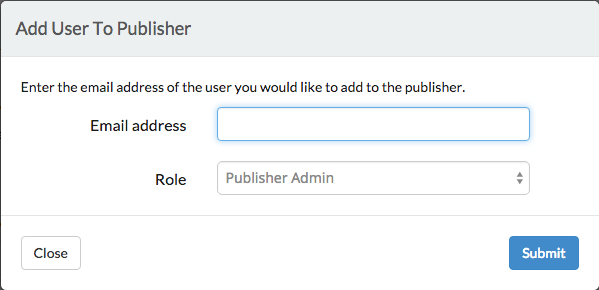 Add User To Publisher
Enter the email address of the user you would like to add to the publisher.
Email address
Role Publisher Admin
Close Submit